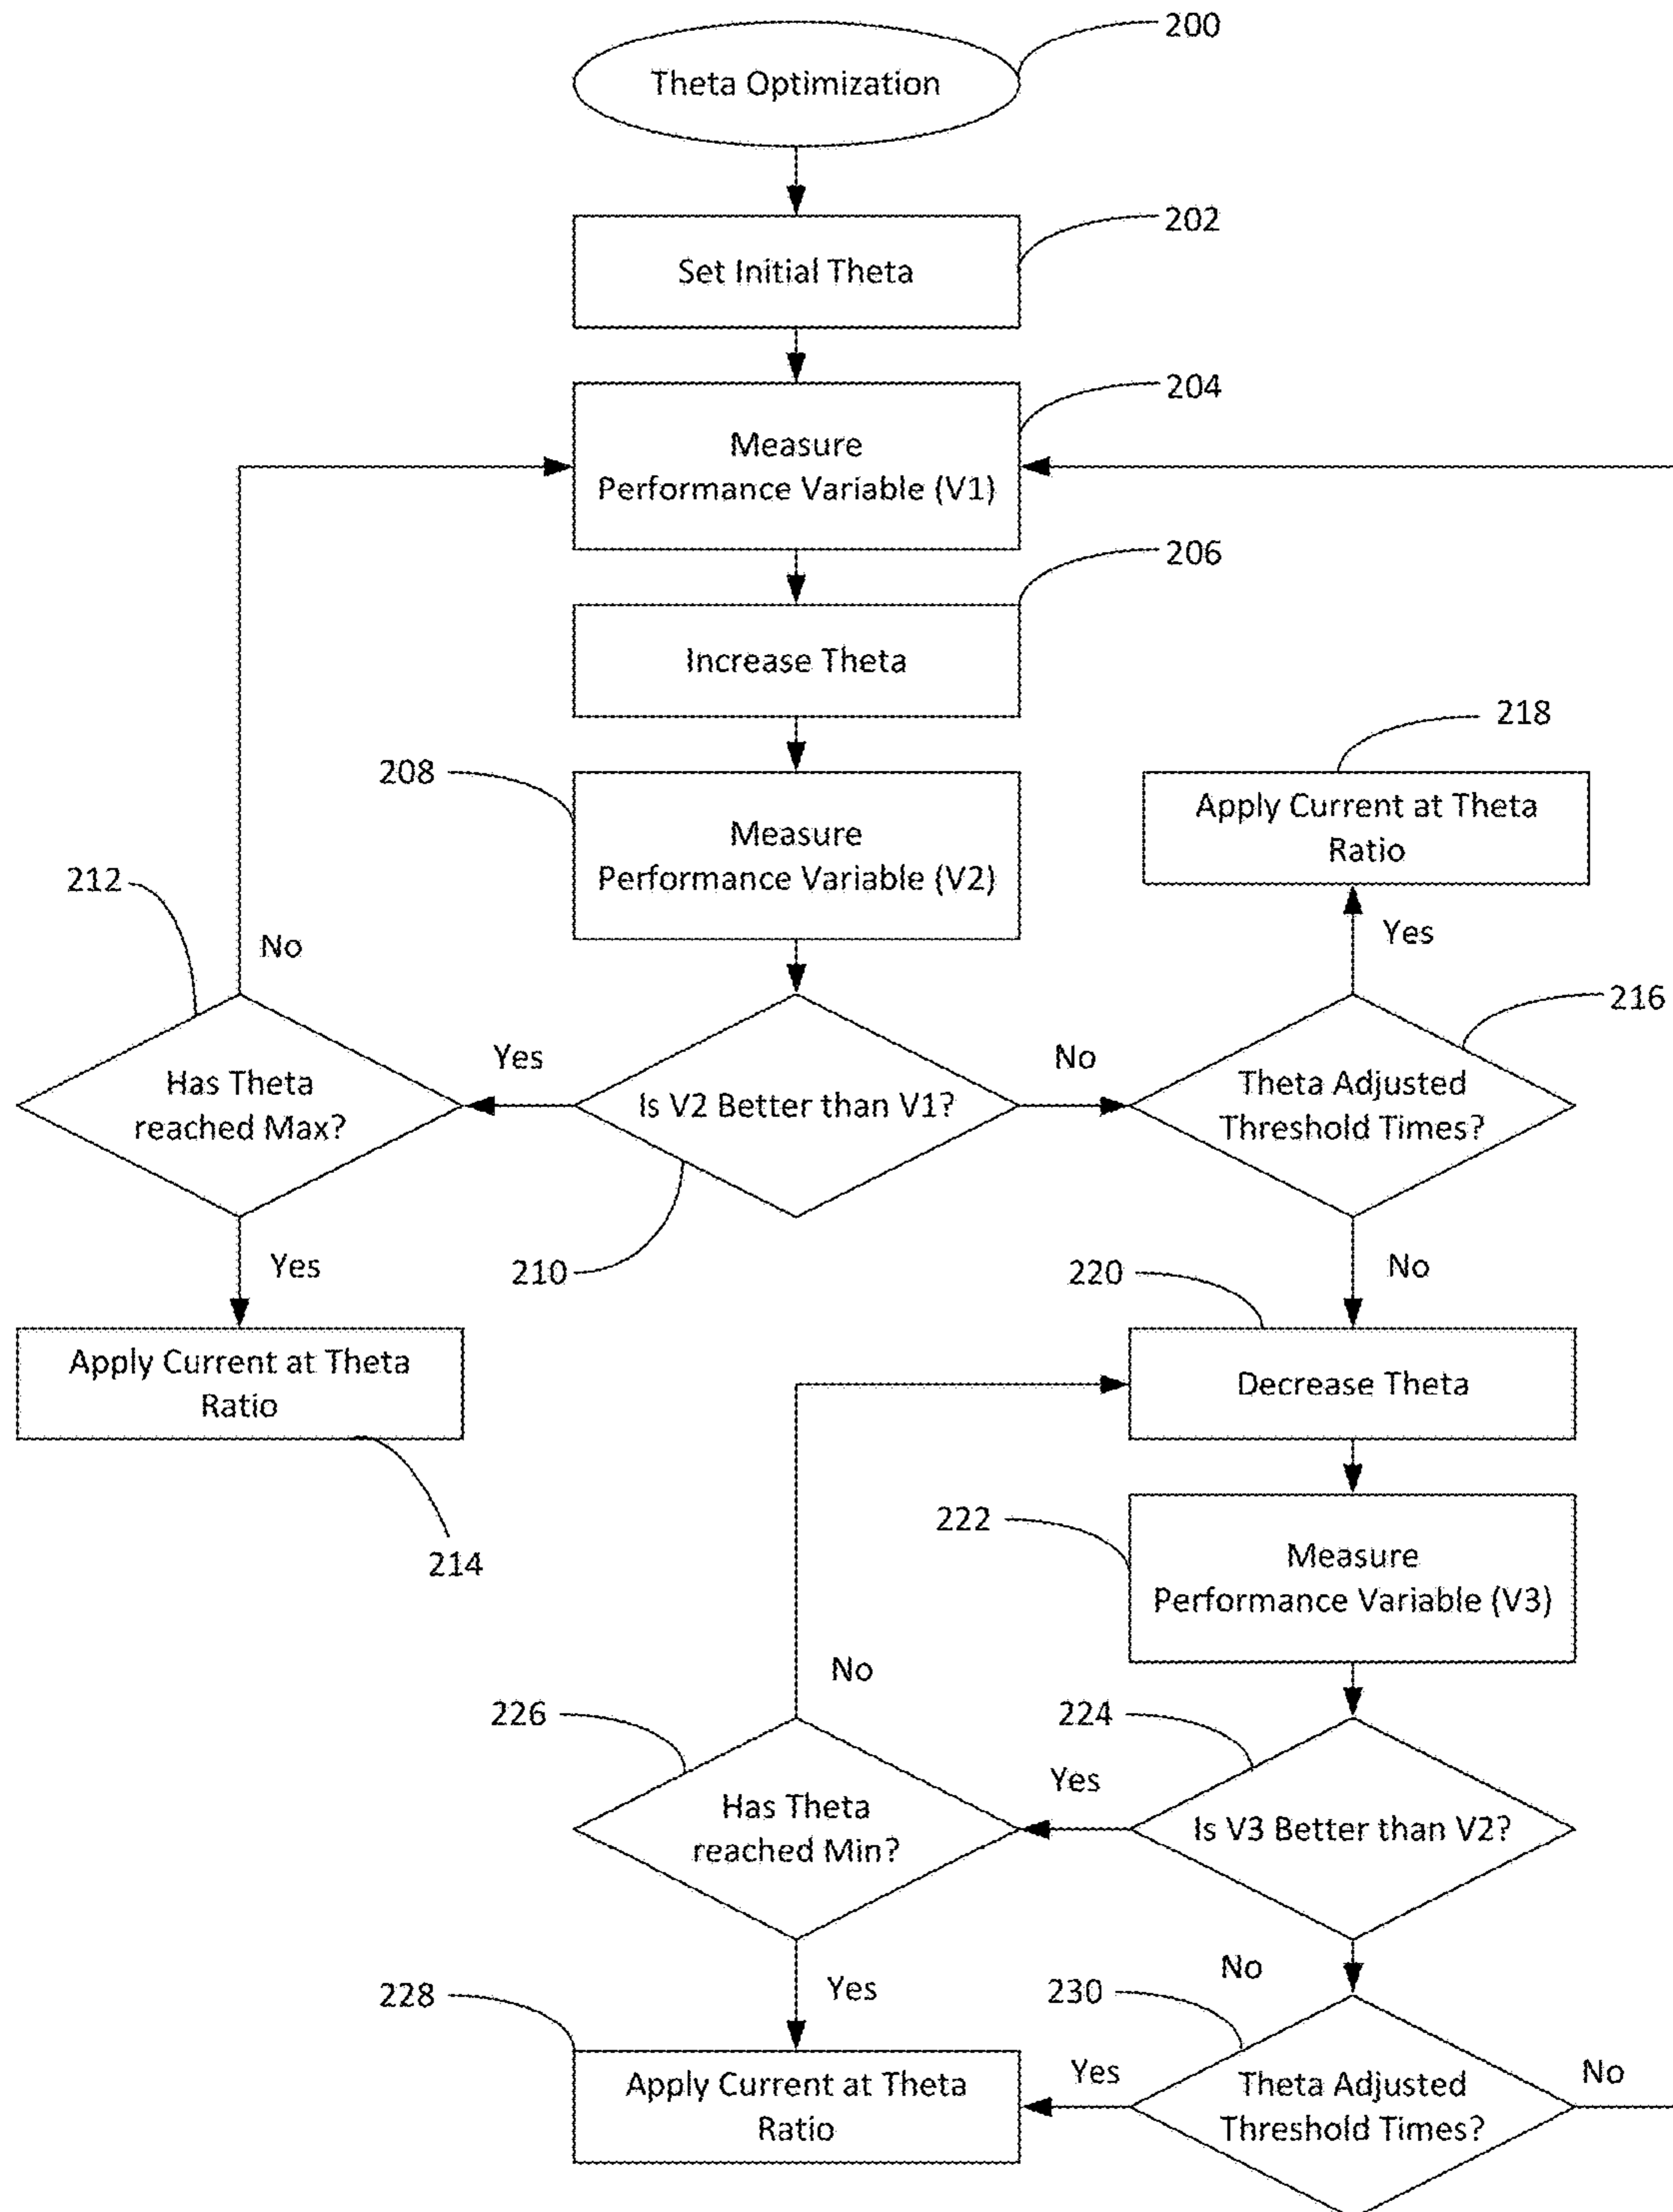 200
Theta Optimization
202
Set Initial Theta
204
Measure
Performance Variable (V1)
206
Increase Theta
218
208
Apply Current at Theta
Ratio
Measure
Performance Variable (V2)
212
No
Yes
216
Has Theta
reached Max?
Yes
Is V2 Better than V1?
No
Theta Adjusted
Threshold Times?
210
Yes
220
No
Apply Current at Theta
Ratio
Decrease Theta
214
222
Measure
Performance Variable (V3)
No
226
224
Has Theta
reached Min?
Yes
Is V3 Better than V2?
228
Yes
No
230
Apply Current at Theta
Ratio
Yes
Theta Adjusted
Threshold Times?
No